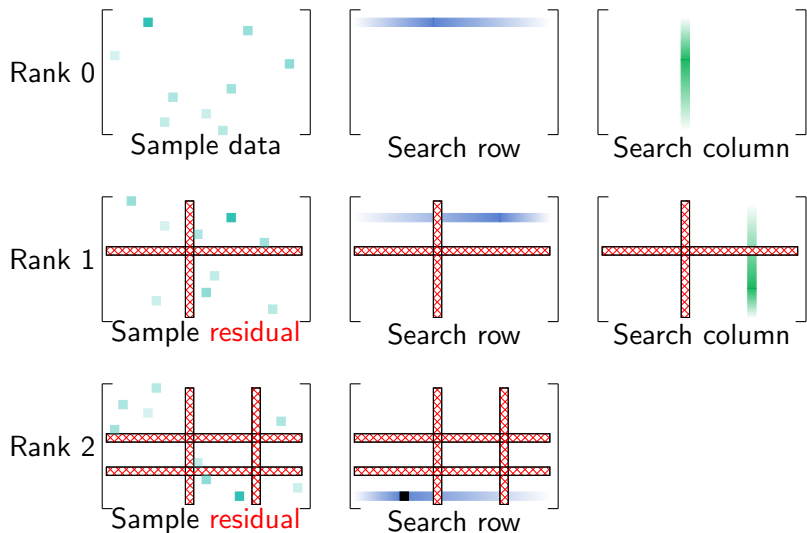 Rank 0
Sample data
Search row
Search column
Rank 1
Sample residual
Search row
Search column
Rank 2
Sample residual
Search row